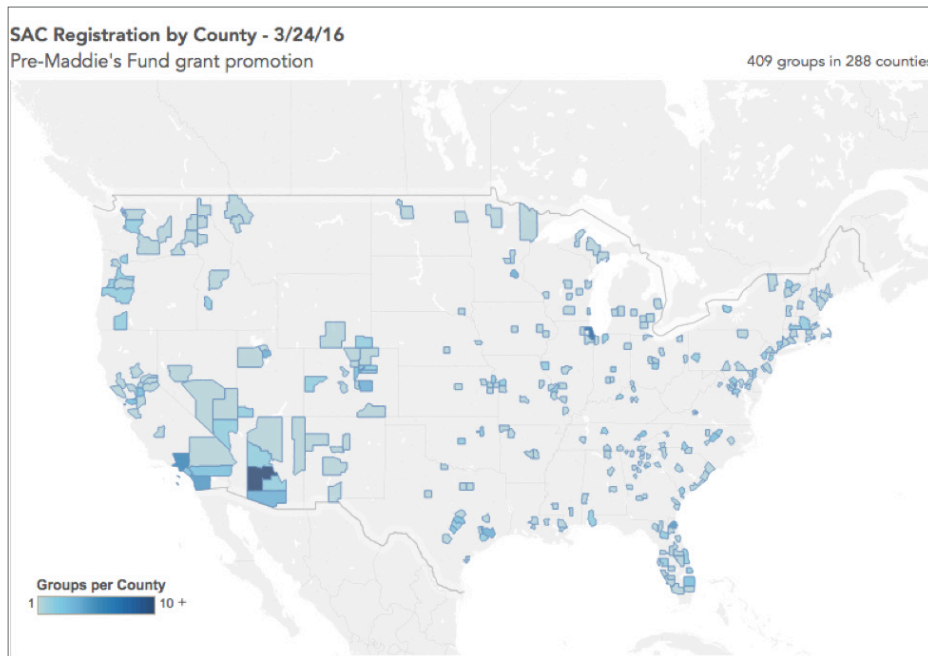 SAC Registration by County - 3/24/16
Pre-Maddie's Fund grant promotion
409 groups in 288 counties
Groups per County
1 10 +